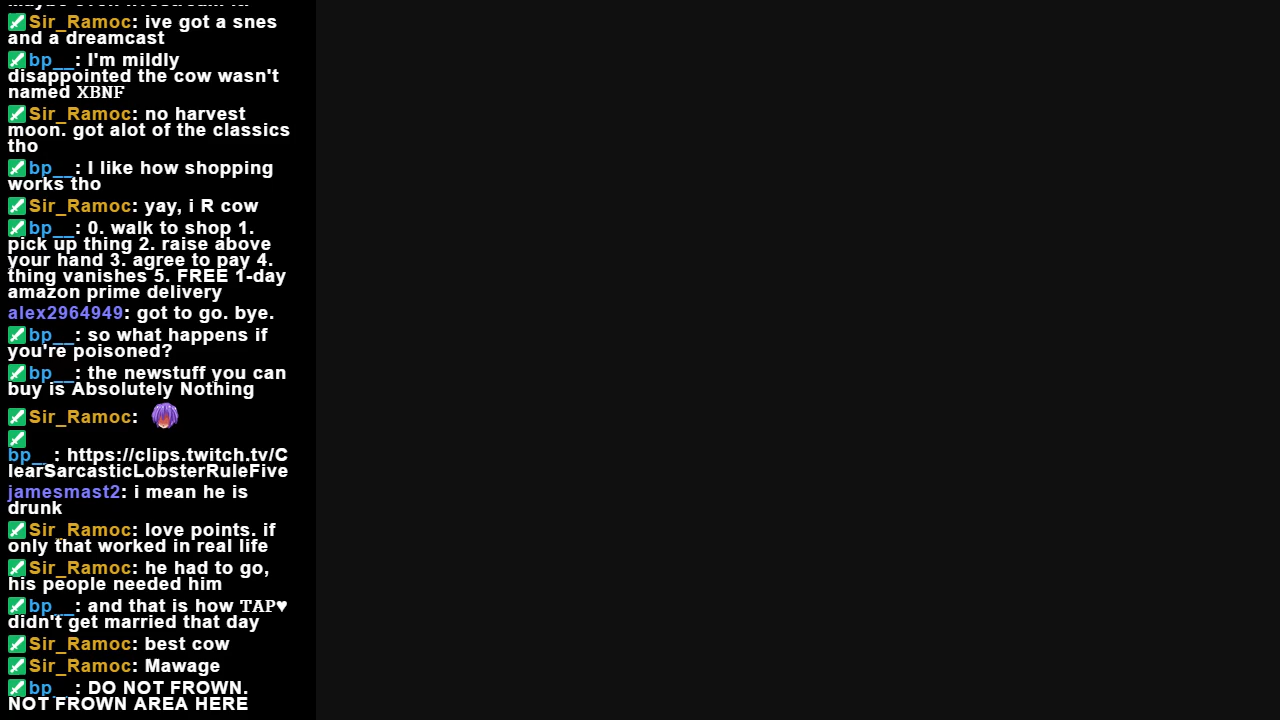 Sir_Ramoc: ive got a snes
and a dreamcast
bp__: I'm mildly
disappointed the cow wasn't
named XBNF
Sir_Ramoc: no harvest
moon. got alot of the classics
tho
bp__: I like how shopping
works tho
Sir_Ramoc: yay, i R cow
bp__: 0. walk to shop 1.
pick up thing 2. raise above
your hand 3. agree to pay 4.
thing vanishes 5. FREE 1-day
amazon prime delivery
alex2964949: got to go. bye.
bp__: so what happens if
you're poisoned?
bp__: the newstuff you can
buy is Absolutely Nothing
Sir_Ramoc:
bp__: https://clips.twitch.tv/C
learSarcasticLobsterRuleFive
jamesmast2: i mean he is
drunk
Sir_Ramoc: love points. if
only that worked in real life
Sir_Ramoc: he had to go,
his people needed him
bp__: and that is how TAP♥
didn't get married that day
Sir_Ramoc: best cow
Sir_Ramoc: Mawage
bp__: DO NOT FROWN.
NOT FROWN AREA HERE